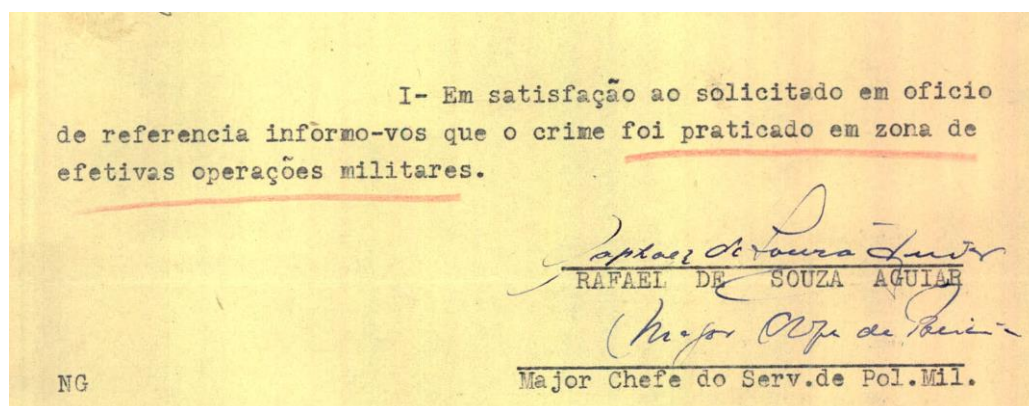 I- Em satisfação ao solicitado em oficio
de referencia informo-vos que o crime foi praticado em zona de
efetivas operações militares.
RAFAEL DE SOUZA AGUIAR
Major
NG
Major Chefe do Serv.de Pol.Mil.